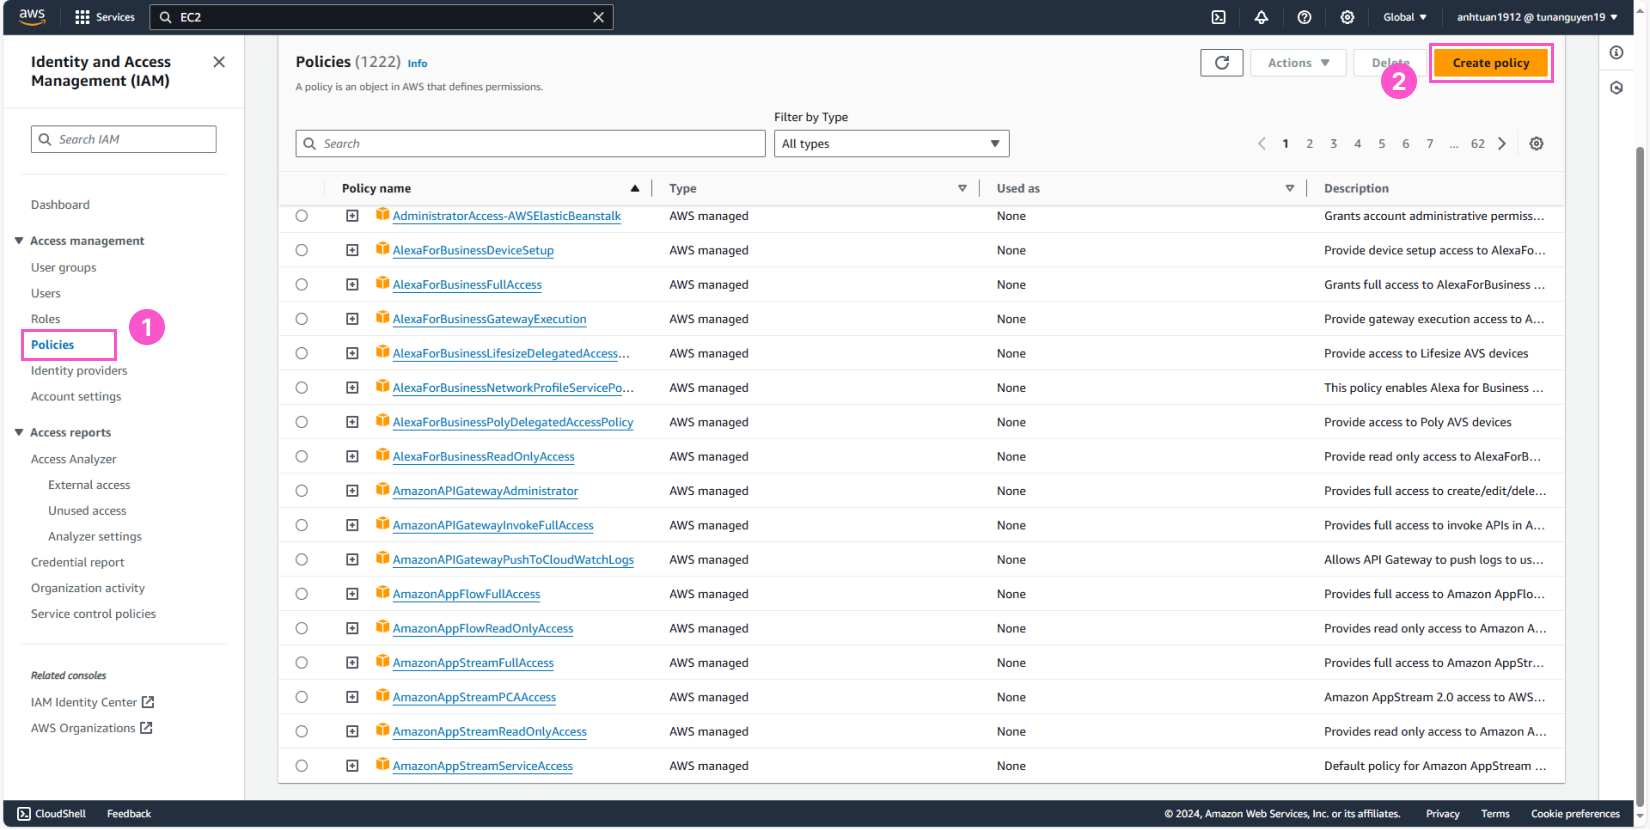 aws
Services
EC2
Global
anhtuan1912 @ tunanguyen19
Identity and Access
Management (IAM)
Search IAM
Dashboard
Access management
User groups
Users
Roles
Policies
1
Identity providers
Account settings
Access reports
Access Analyzer
External access
Unused access
Analyzer settings
Credential report
Organization activity
Service control policies
Related consoles
IAM Identity Center
AWS Organizations
Policies (1222) Info
A policy is an object in AWS that defines permissions.
Actions
Delete
Create policy
2
Filter by Type
Search
All types
1 2 3 4 5 6 7 ... 62
Policy name Type Used as Description
AdministratorAccess-AWSElasticBeanstalk AWS managed None Grants account administrative permiss...
AlexaForBusinessDeviceSetup AWS managed None Provide device setup access to AlexaFo...
AlexaForBusinessFullAccess AWS managed None Grants full access to AlexaForBusiness ...
AlexaForBusinessGatewayExecution AWS managed None Provide gateway execution access to A...
AlexaForBusinessLifesizeDelegatedAccess... AWS managed None Provide access to Lifesize AVS devices
AlexaForBusinessNetworkProfileServicePo... AWS managed None This policy enables Alexa for Business ...
AlexaForBusinessPolyDelegatedAccessPolicy AWS managed None Provide access to Poly AVS devices
AlexaForBusinessReadOnlyAccess AWS managed None Provide read only access to AlexaForB...
AmazonAPIGatewayAdministrator AWS managed None Provides full access to create/edit/dele...
AmazonAPIGatewayInvokeFullAccess AWS managed None Provides full access to invoke APIs in A...
AmazonAPIGatewayPushToCloudWatchLogs AWS managed None Allows API Gateway to push logs to us...
AmazonAppFlowFullAccess AWS managed None Provides full access to Amazon AppFlo...
AmazonAppFlowReadOnlyAccess AWS managed None Provides read only access to Amazon A...
AmazonAppStreamFullAccess AWS managed None Provides full access to Amazon AppStr...
AmazonAppStreamPCAAccess AWS managed None Amazon AppStream 2.0 access to AWS...
AmazonAppStreamReadOnlyAccess AWS managed None Provides read only access to Amazon A...
AmazonAppStreamServiceAccess AWS managed None Default policy for Amazon AppStream ...
CloudShell Feedback © 2024, Amazon Web Services, Inc. or its affiliates. Privacy Terms Cookie preferences